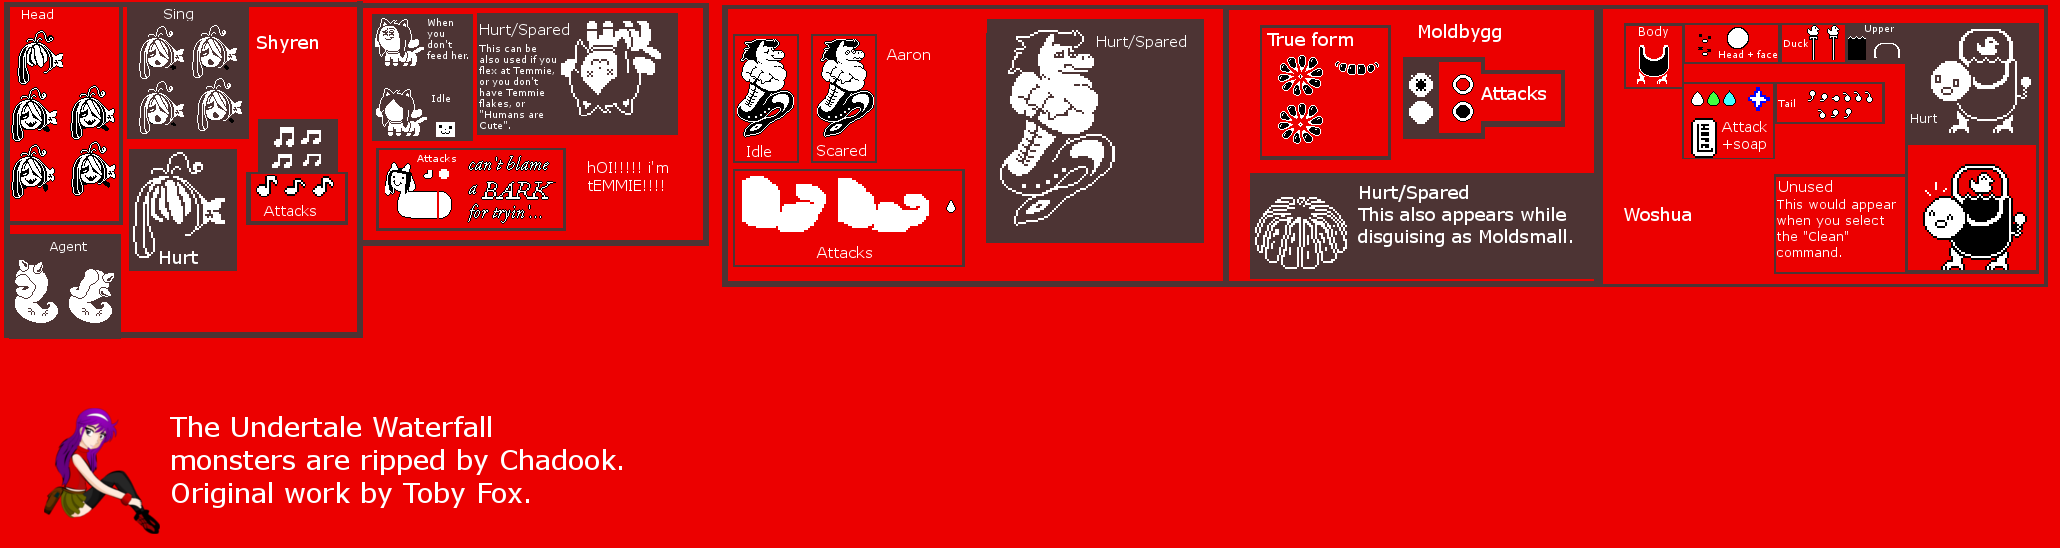 Head
Sing
Shyren
Attacks
Hurt
Agent
When
you
don't
feed her.
Idle
Hurt/Spared
This can be
also used if you
flex at Temmie,
or you don't
have Temmie
flakes, or
"Humans are
Cute".
Attacks
can't blame
a BARK
for tryin'...
hOI!!!!! i'm
tEMMIE!!!!
Aaron
Idle
Scared
Attacks
Hurt/Spared
True form
Moldbygg
Attacks
Hurt/Spared
This also appears while
disguising as Moldsmall.
Body
Head + face
Duck
Upper
Tail
Attack
+soap
Hurt
Woshua
Unused
This would appear
when you select
the "Clean"
command.
The Undertale Waterfall
monsters are ripped by Chadook.
Original work by Toby Fox.